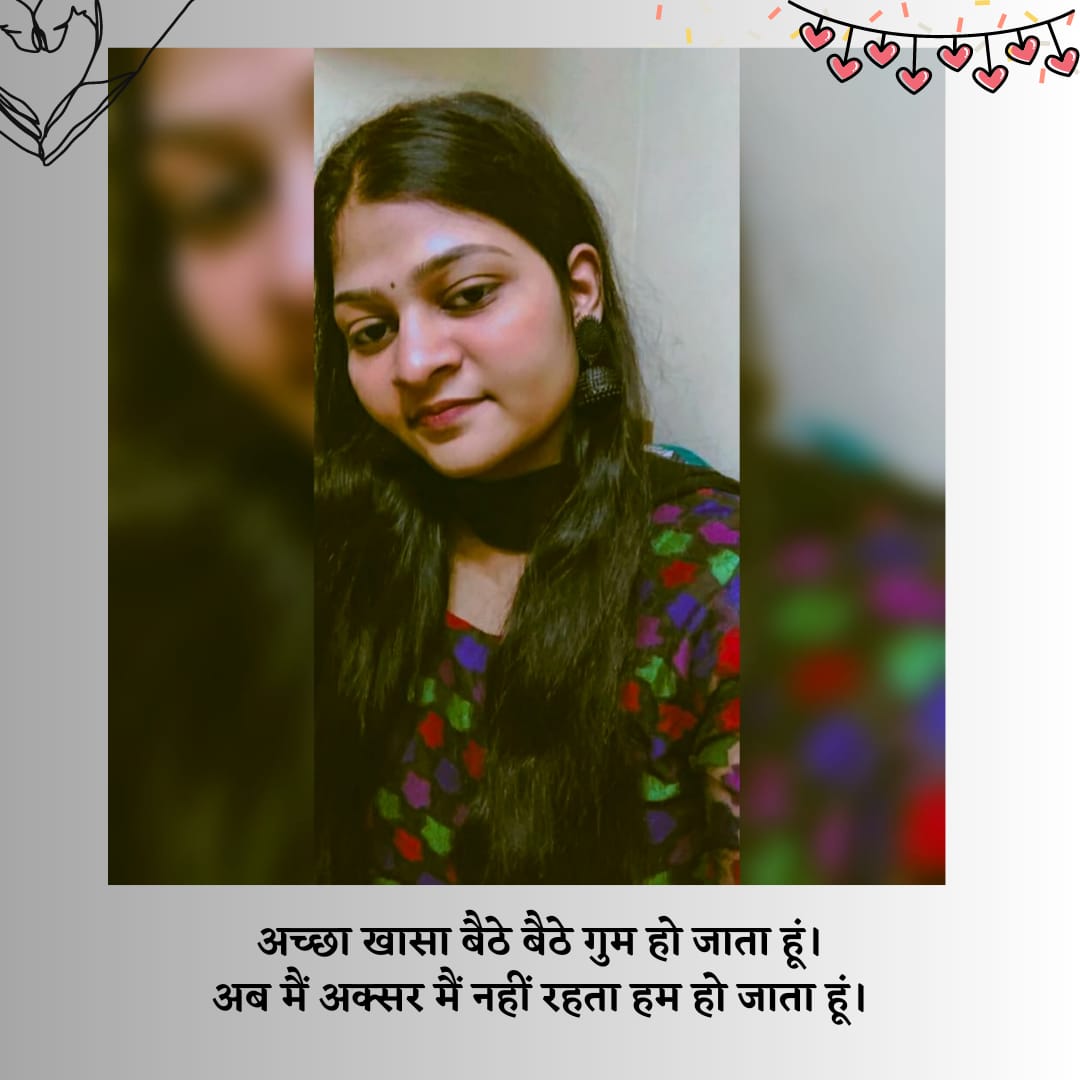 अच्छा खासा बैठे बैठे गुम हो जाता हूं।
अब मैं अक्सर मैं नहीं रहता हम हो जाता हूं।